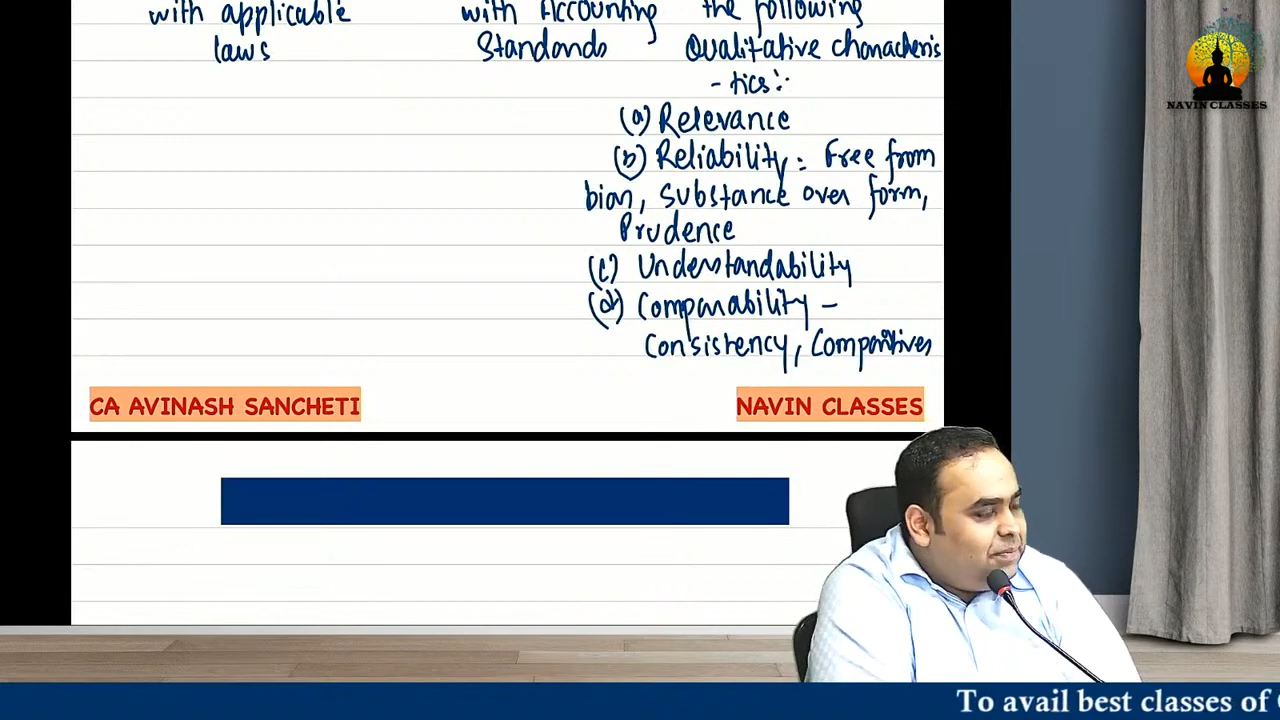 with applicable
laws
with Accounting
Standards
the following
Qualitative characteris
-tics:-
(a) Relevance
(b) Reliability = Free from
bias, Substance over form,
Prudence
(c) Understandability
(d) Comparability -
Consistency, Comparitives
CA AVINASH SANCHETI
NAVIN CLASSES
NAVIN CLASSES
To avail best classes of